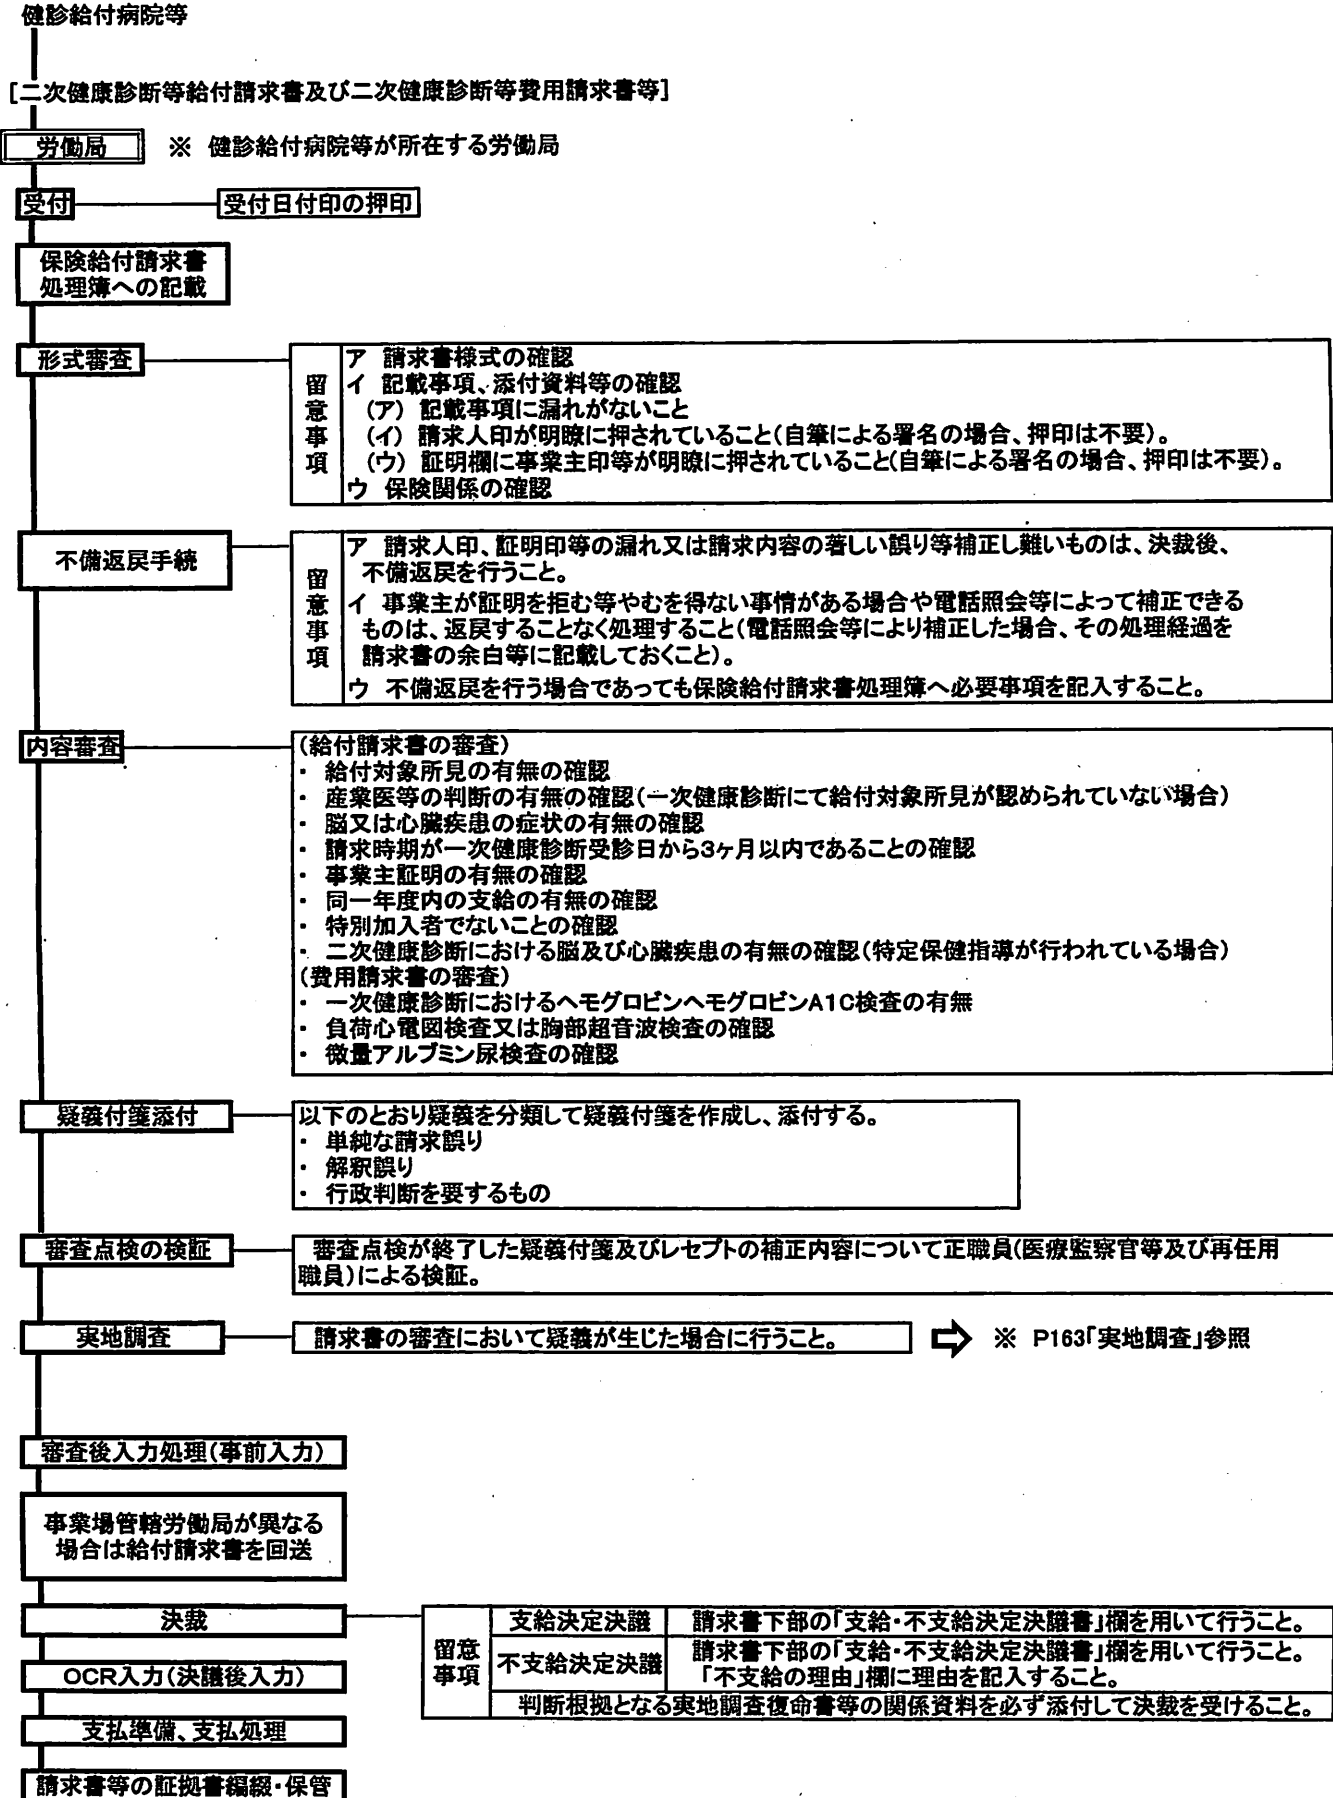 健診給付病院等
[二次健康診断等給付請求書及び二次健康診断等費用請求書等]
労働局 ※ 健診給付病院等が所在する労働局
受付 受付日付印の押印
保険給付請求書
処理簿への記載
形式審査
留意事項
ア 請求書様式の確認
イ 記載事項、添付資料等の確認
(ア) 記載事項に漏れがないこと
(イ) 請求人印が明瞭に押されていること(自筆による署名の場合、押印は不要)。
(ウ) 証明欄に事業主印等が明瞭に押されていること(自筆による署名の場合、押印は不要)。
ウ 保険関係の確認
不備返戻手続
留意事項
ア 請求人印、証明印等の漏れ又は請求内容の著しい誤り等補正し難いものは、決裁後、
不備返戻を行うこと。
イ 事業主が証明を拒む等やむを得ない事情がある場合や電話照会等によって補正できる
ものは、返戻することなく処理すること(電話照会等により補正した場合、その処理経過を
請求書の余白等に記載しておくこと)。
ウ 不備返戻を行う場合であっても保険給付請求書処理簿へ必要事項を記入すること。
内容審査
(給付請求書の審査)
・ 給付対象所見の有無の確認
・ 産業医等の判断の有無の確認(一次健康診断にて給付対象所見が認められていない場合)
・ 脳又は心臓疾患の症状の有無の確認
・ 請求時期が一次健康診断受診日から3ヶ月以内であることの確認
・ 事業主証明の有無の確認
・ 同一年度内の支給の有無の確認
・ 特別加入者でないことの確認
・ 二次健康診断における脳及び心臓疾患の有無の確認(特定保健指導が行われている場合)
(費用請求書の審査)
・ 一次健康診断におけるヘモグロビンヘモグロビンA1C検査の有無
・ 負荷心電図検査又は胸部超音波検査の確認
・ 微量アルブミン尿検査の確認
疑義付箋添付
以下のとおり疑義を分類して疑義付箋を作成し、添付する。
・ 単純な請求誤り
・ 解釈誤り
・ 行政判断を要するもの
審査点検の検証
審査点検が終了した疑義付箋及びレセプトの補正内容について正職員(医療監察官等及び再任用
職員)による検証。
実地調査 請求書の審査において疑義が生じた場合に行うこと。 ⇨ ※ P163「実地調査」参照
審査後入力処理(事前入力)
事業場管轄労働局が異なる
場合は給付請求書を回送
決裁
留意
事項
支給決定決議 請求書下部の「支給・不支給決定決議書」欄を用いて行うこと。
不支給決定決議 請求書下部の「支給・不支給決定決議書」欄を用いて行うこと。
「不支給の理由」欄に理由を記入すること。
判断根拠となる実地調査復命書等の関係資料を必ず添付して決裁を受けること。
OCR入力(決議後入力)
支払準備、支払処理
請求書等の証拠書編綴・保管